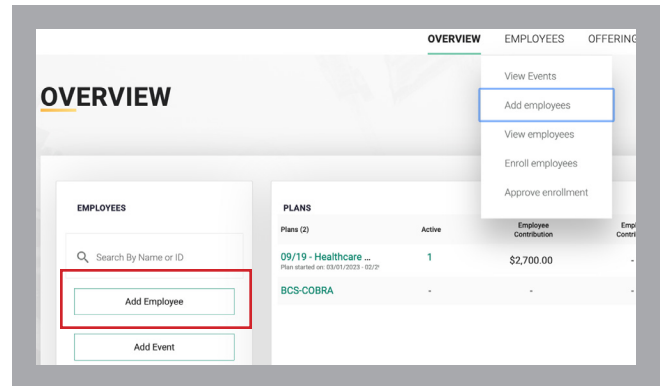 OVERVIEW EMPLOYEES OFFERING
View Events
Add employees
View employees
Enroll employees
Approve enrollment
OVERVIEW
EMPLOYEES
Search By Name or ID
Add Employee
Add Event
PLANS
Plans (2) Active Employee Contribution
09/19 - Healthcare ... 1 $2,700.00 -
Plan started on: 03/01/2023 - 02/2
BCS-COBRA - - -